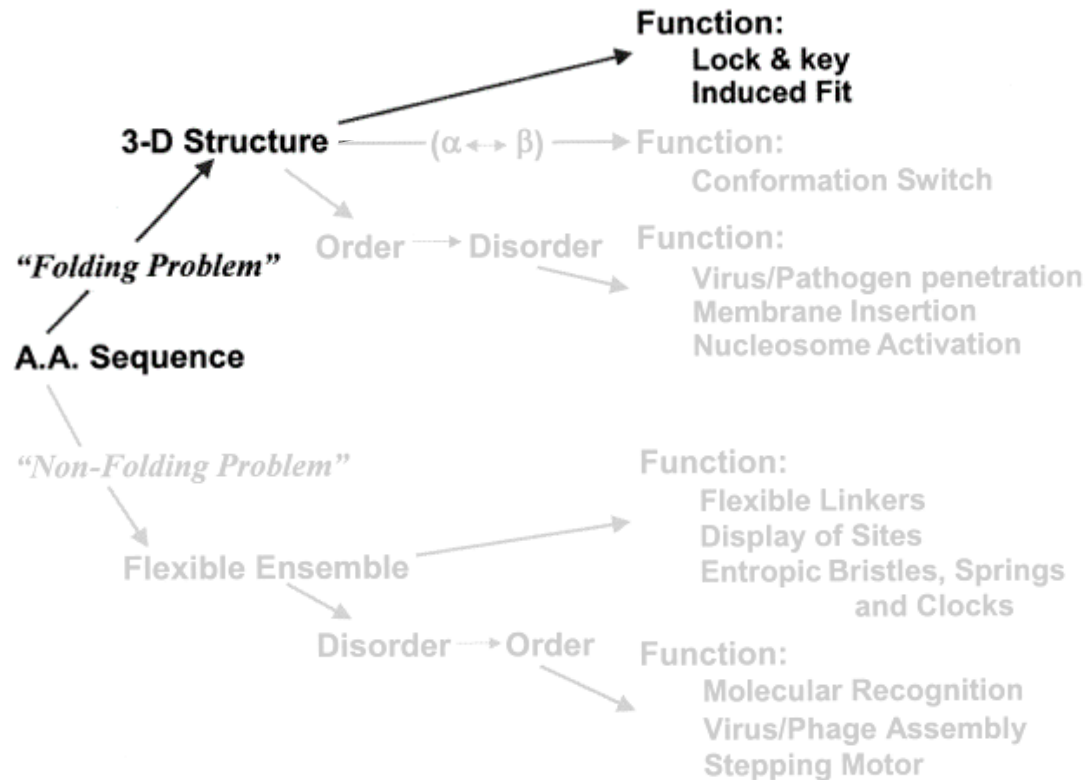 Function:
Lock & key
Induced Fit
3-D Structure
(α ↔ β)
Function:
Conformation Switch
Order → Disorder
Function:
Virus/Pathogen penetration
Membrane Insertion
Nucleosome Activation
“Folding Problem”
A.A. Sequence
“Non-Folding Problem”
Function:
Flexible Linkers
Display of Sites
Entropic Bristles, Springs
and Clocks
Flexible Ensemble
Disorder → Order
Function:
Molecular Recognition
Virus/Phage Assembly
Stepping Motor